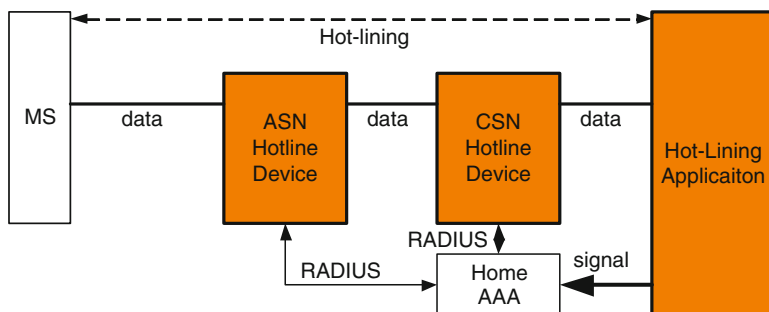 Hot-lining
MS
data
ASN
Hotline
Device
data
CSN
Hotline
Device
data
Hot-Lining
Applicaiton
RADIUS
RADIUS
Home
AAA
signal